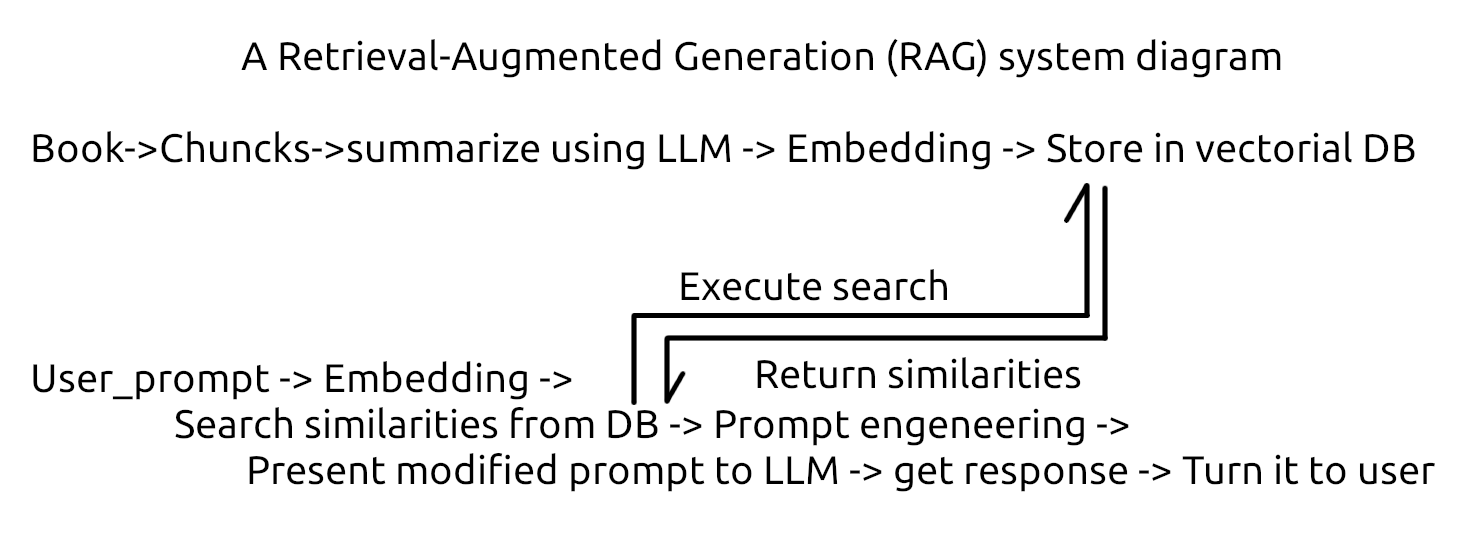 A Retrieval-Augmented Generation (RAG) system diagram
Book->Chuncks->summarize using LLM -> Embedding -> Store in vectorial DB
Execute search
Return similarities
User_prompt -> Embedding ->
Search similarities from DB -> Prompt engeneering ->
Present modified prompt to LLM -> get response -> Turn it to user